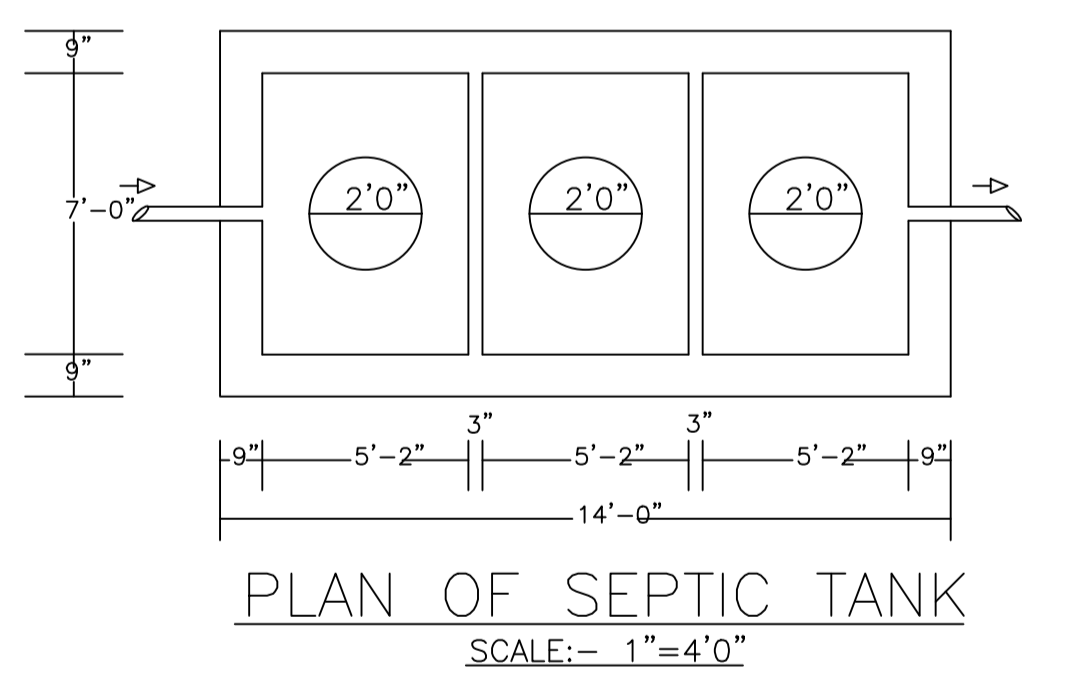 9”
7’–0”
2’0” 2’0” 2’0”
9”
3” 3”
9” 5’–2” 5’–2” 5’–2” 9”
14’–0”
PLAN OF SEPTIC TANK
SCALE:– 1”=4’0”